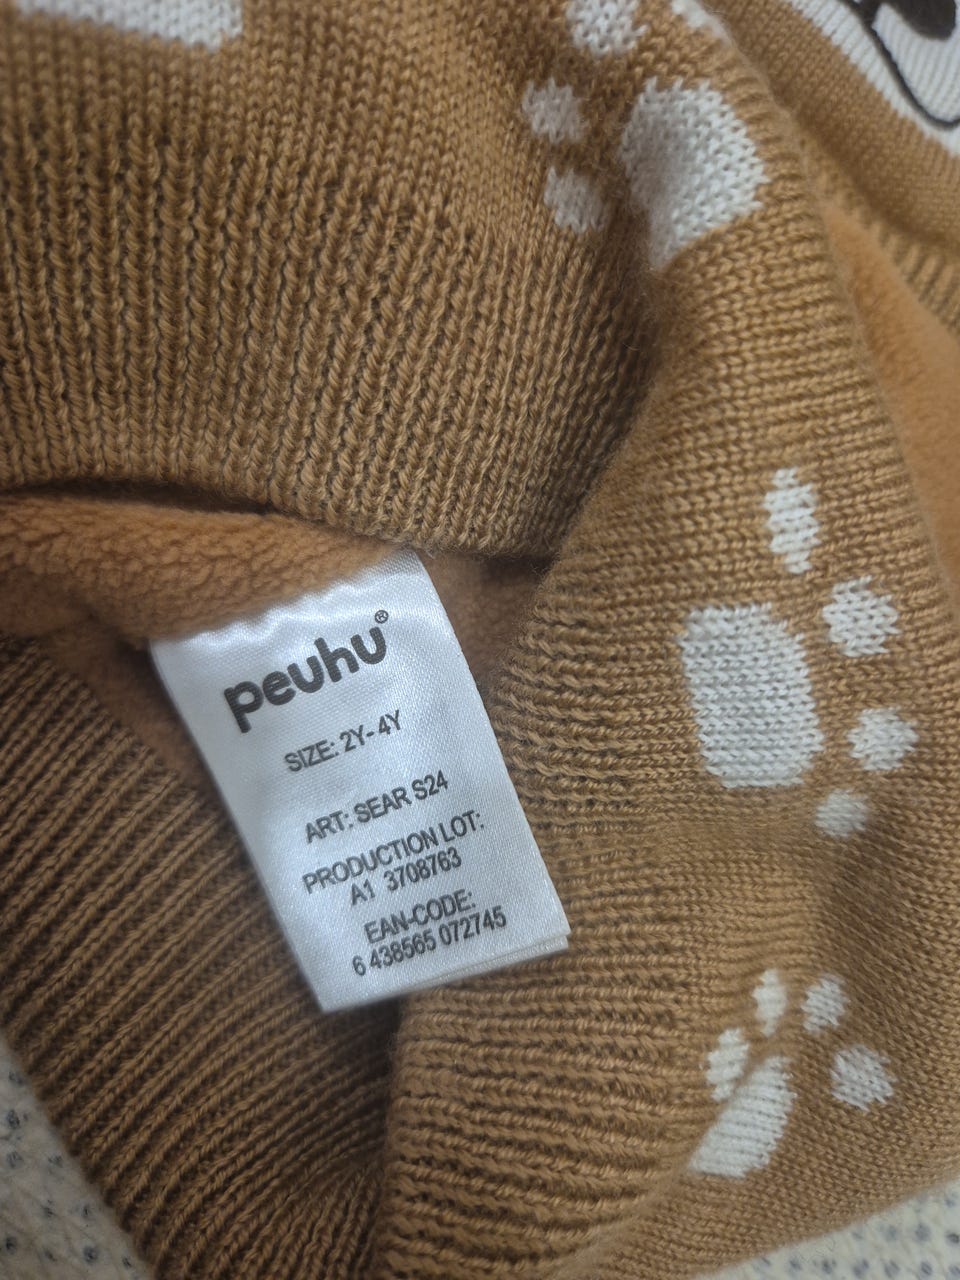 peuhu®
SIZE: 2Y-4Y
ART: SEAR S24
PRODUCTION LOT:
A1 3708763
EAN-CODE:
6 438565 072745